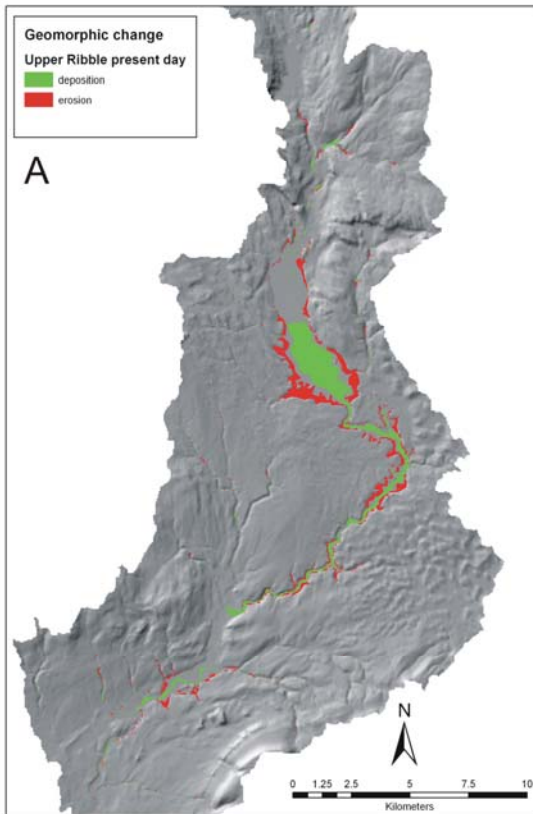 Geomorphic change
Upper Ribble present day
deposition
erosion
A
N
0 1.25 2.5 5 7.5 10
Kilometers